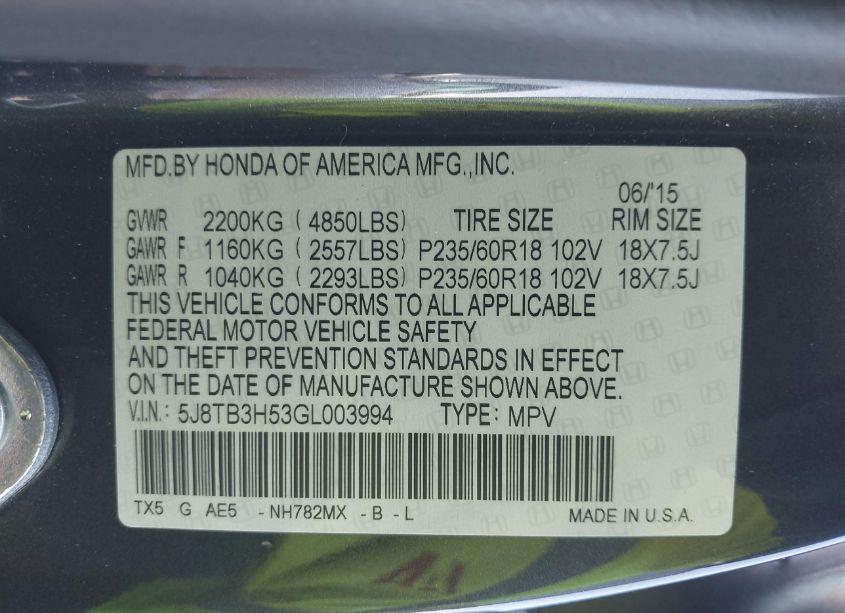 MFD.BY HONDA OF AMERICA MFG.,INC.
06/'15
GVWR 2200KG ( 4850LBS) TIRE SIZE RIM SIZE
GAWR F 1160KG ( 2557LBS) P235/60R18 102V 18X7.5J
GAWR R 1040KG ( 2293LBS) P235/60R18 102V 18X7.5J
THIS VEHICLE CONFORMS TO ALL APPLICABLE
FEDERAL MOTOR VEHICLE SAFETY
AND THEFT PREVENTION STANDARDS IN EFFECT
ON THE DATE OF MANUFACTURE SHOWN ABOVE.
V.I.N.: 5J8TB3H53GL003994 TYPE: MPV
TX5 G AE5 -NH782MX -B -L MADE IN U.S.A.